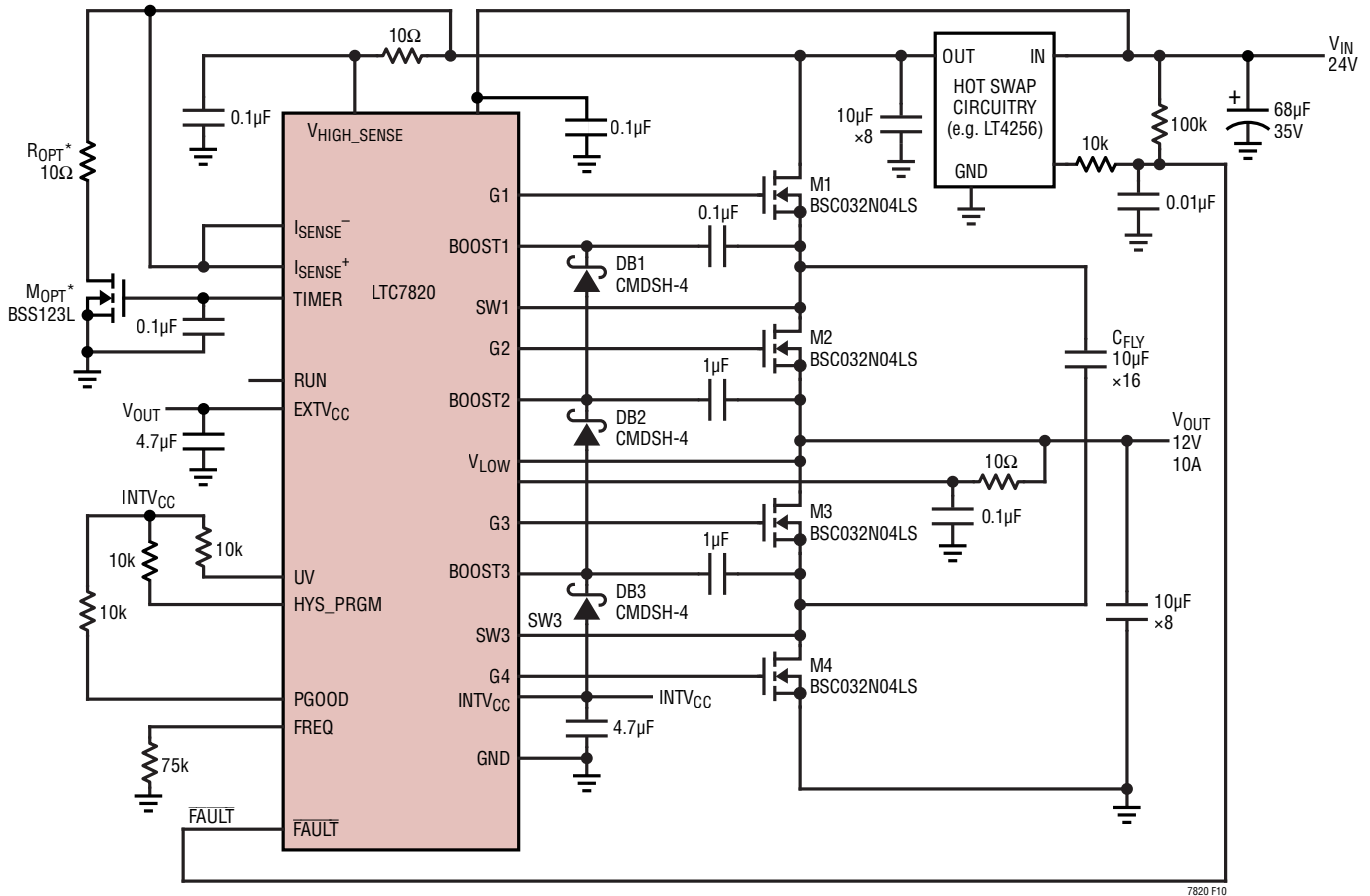 10Ω
0.1µF
V_HIGH_SENSE
0.1µF
10µF
×8
OUT
IN
HOT SWAP
CIRCUITRY
(e.g. LT4256)
GND
V_IN
24V
68µF
35V
+
100k
10k
0.01µF
R_OPT*
10Ω
I_SENSE⁻
I_SENSE⁺
TIMER
M_OPT*
BSS123L
0.1µF
RUN
V_OUT
EXTV_CC
4.7µF
INTV_CC
10k
10k
10k
UV
HYS_PRGM
PGOOD
FREQ
75k
FAULT
FAULT
LTC7820
G1
M1
BSC032N04LS
BOOST1
0.1µF
DB1
CMDSH-4
SW1
G2
M2
BSC032N04LS
C_FLY
10µF
×16
BOOST2
1µF
DB2
CMDSH-4
V_LOW
V_OUT
12V
10A
10Ω
0.1µF
G3
M3
BSC032N04LS
BOOST3
1µF
DB3
CMDSH-4
SW3
SW3
10µF
×8
G4
M4
BSC032N04LS
INTV_CC
INTV_CC
4.7µF
GND
7820 F10